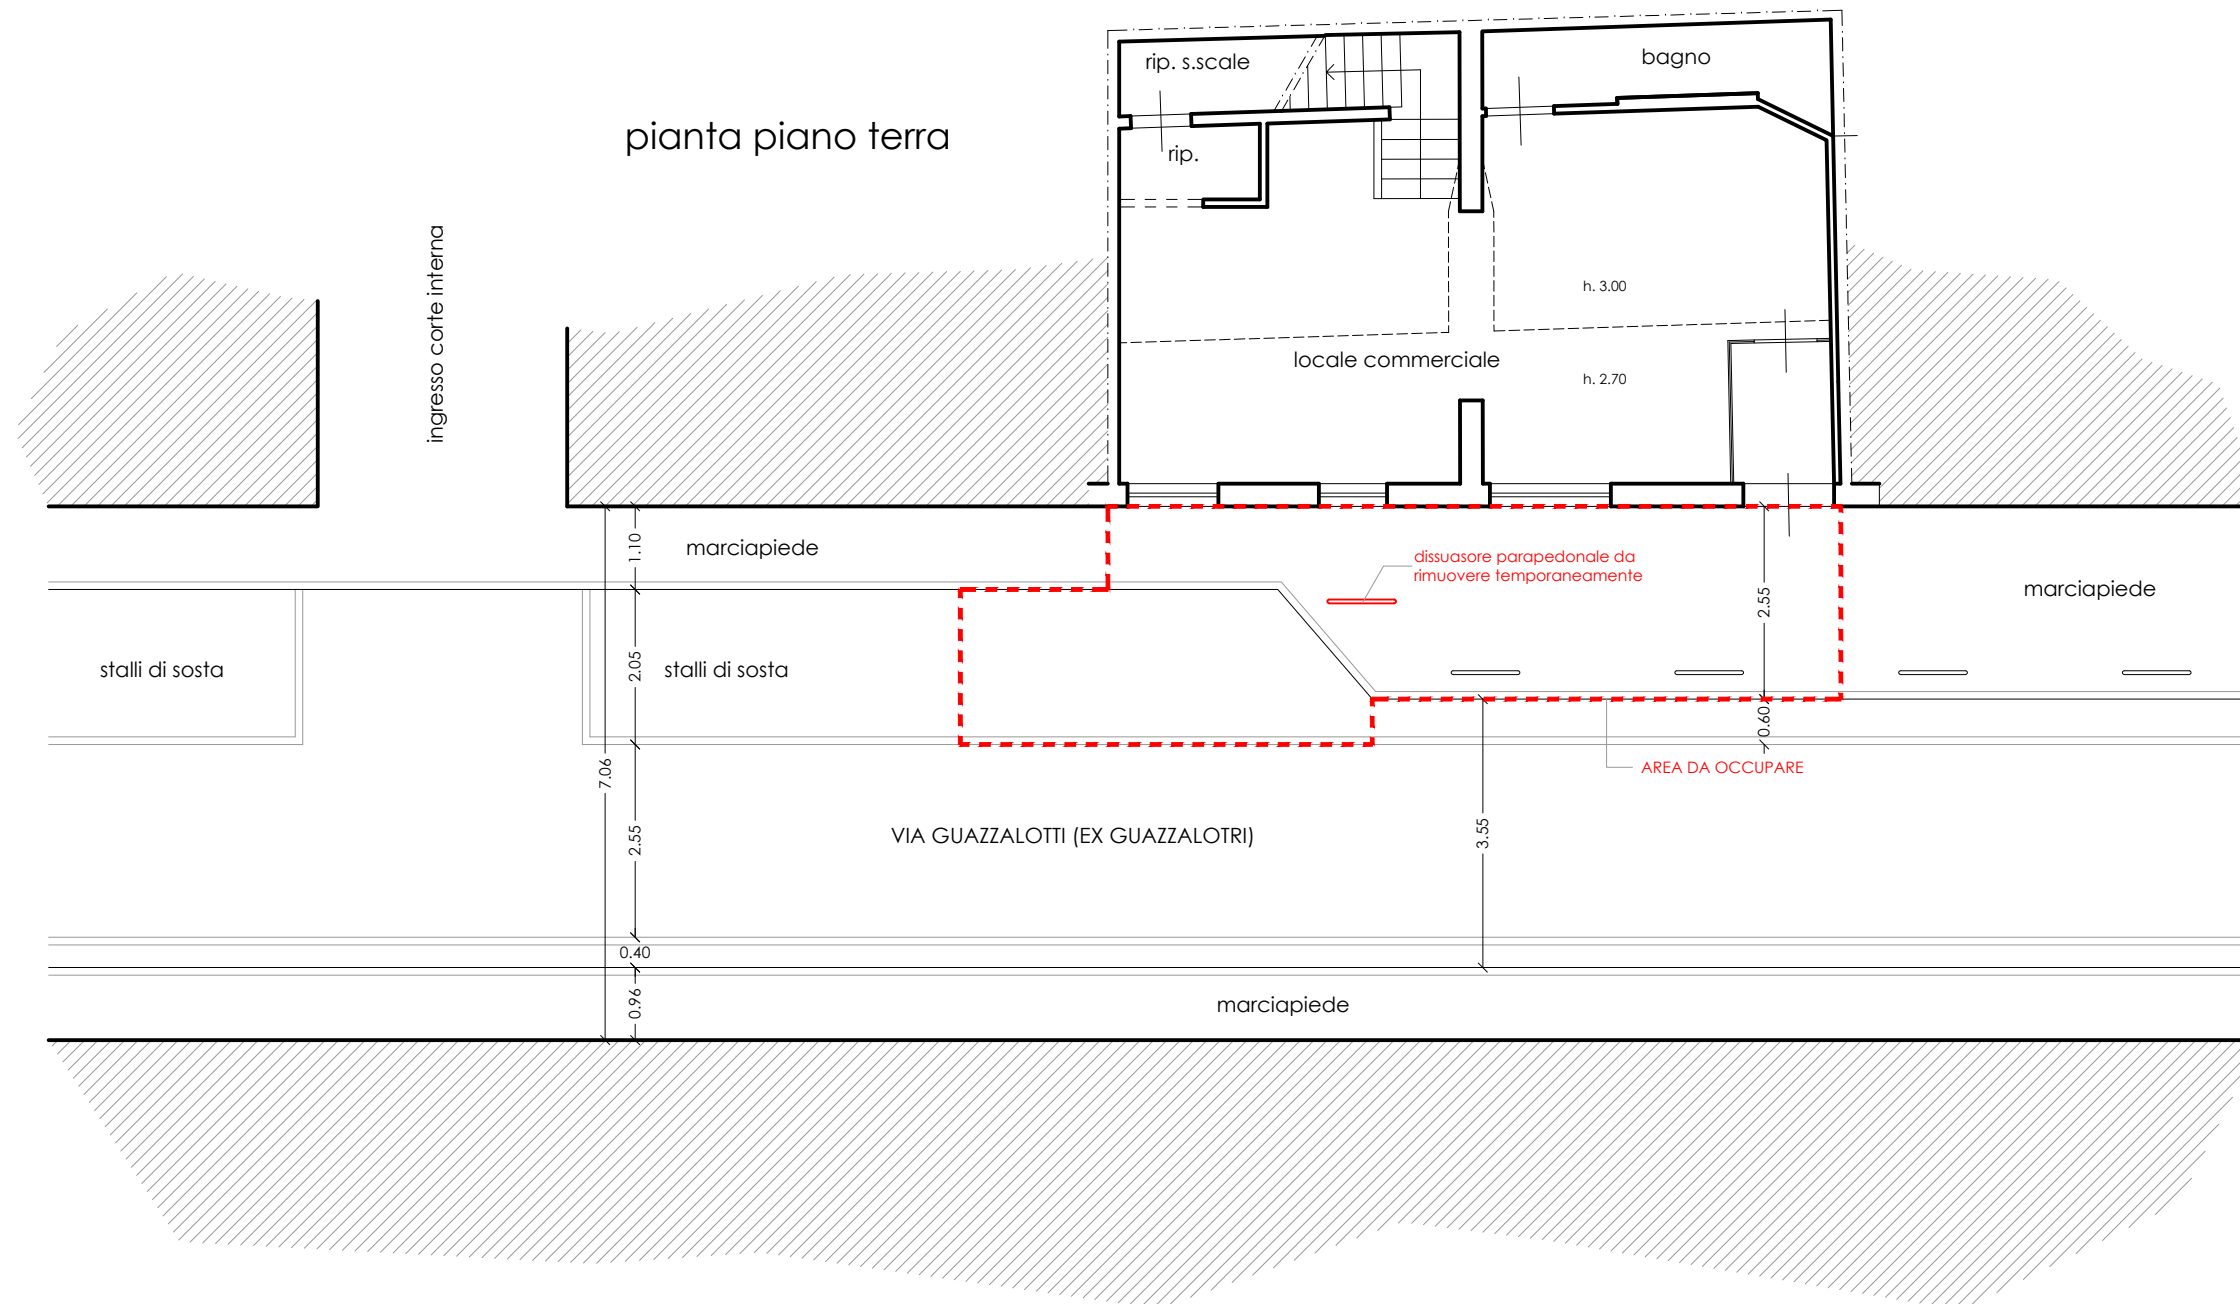 rip. s.scale
bagno
pianta piano terra
rip.
ingresso corte interna
h. 3.00
locale commerciale
h. 2.70
1.10
marciapiede
dissuasore parapedonale da
rimuovere temporaneamente
2.55
marciapiede
stalli di sosta
2.05
stalli di sosta
0.60
7.06
AREA DA OCCUPARE
2.55
VIA GUAZZALOTTI (EX GUAZZALOTRI)
3.55
0.40
0.96
marciapiede